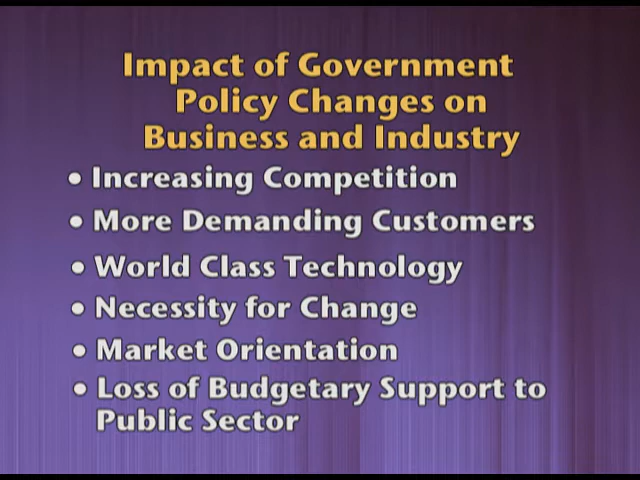 Impact of Government
Policy Changes on
Business and Industry
• Increasing Competition
• More Demanding Customers
• World Class Technology
• Necessity for Change
• Market Orientation
• Loss of Budgetary Support to
Public Sector